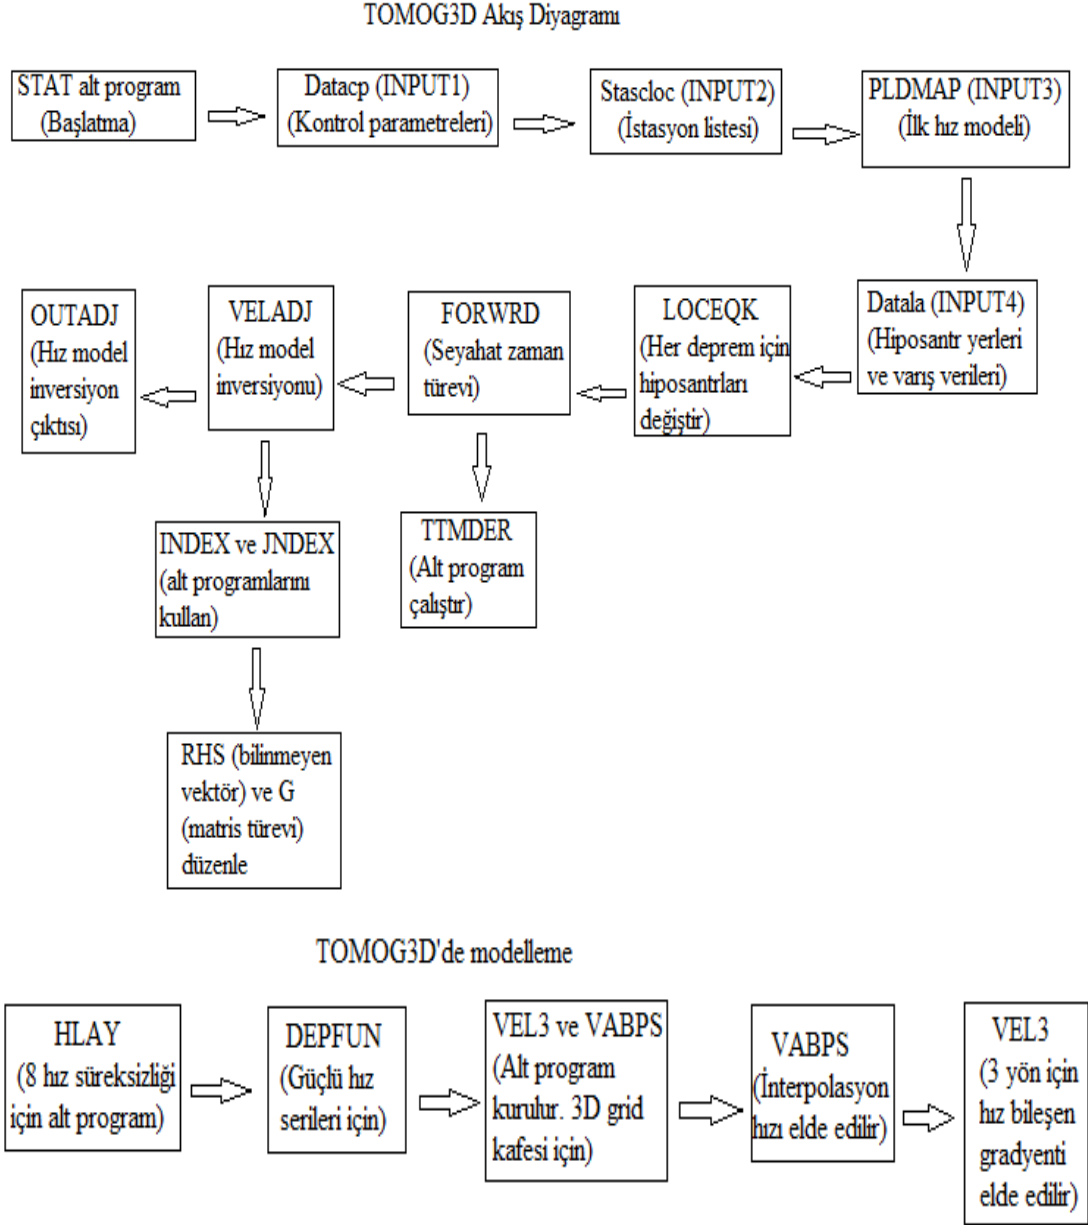 TOMOG3D Akış Diyagramı
STAT alt program
(Başlatma)
Datacp (INPUT1)
(Kontrol parametreleri)
Stascloc (INPUT2)
(İstasyon listesi)
PLDMAP (INPUT3)
(İlk hız modeli)
OUTADJ
(Hız model
inversiyon
çıktısı)
VELADJ
(Hız model
inversiyonu)
FORWRD
(Seyahat zaman
türevi)
LOCEQK
(Her deprem için
hiposantrları
değiştir)
Datala (INPUT4)
(Hiposantr yerleri
ve varış verileri)
INDEX ve JNDEX
(alt programlarını
kullan)
TTMDER
(Alt program
çalıştır)
RHS (bilinmeyen
vektör) ve G
(matris türevi)
düzenle
TOMOG3D'de modelleme
HLAY
(8 hız süreksizliği
için alt program)
DEPFUN
(Güçlü hız
serileri için)
VEL3 ve VABPS
(Alt program
kurulur. 3D grid
kafesi için)
VABPS
(İnterpolasyon
hızı elde edilir)
VEL3
(3 yön için
hız bileşen
gradyenti
elde edilir)